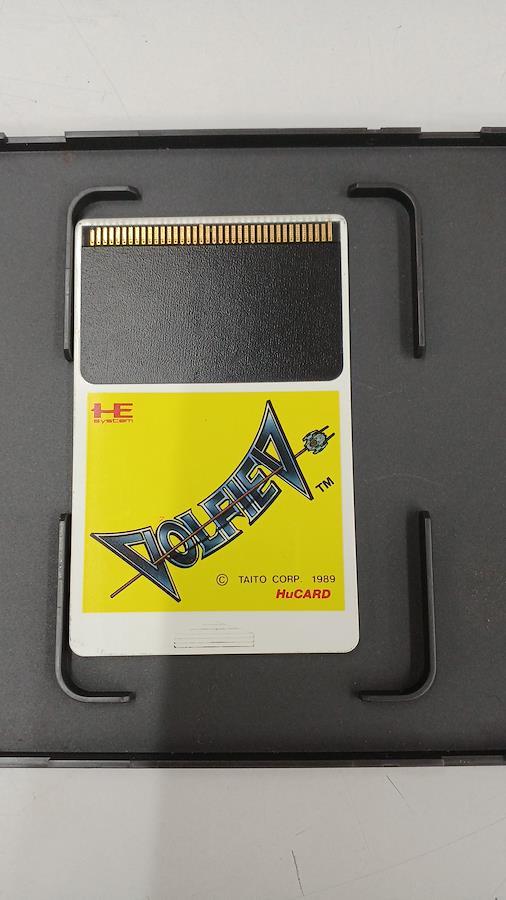 HE
system
VOLFIED
TM
© TAITO CORP. 1989
HuCARD